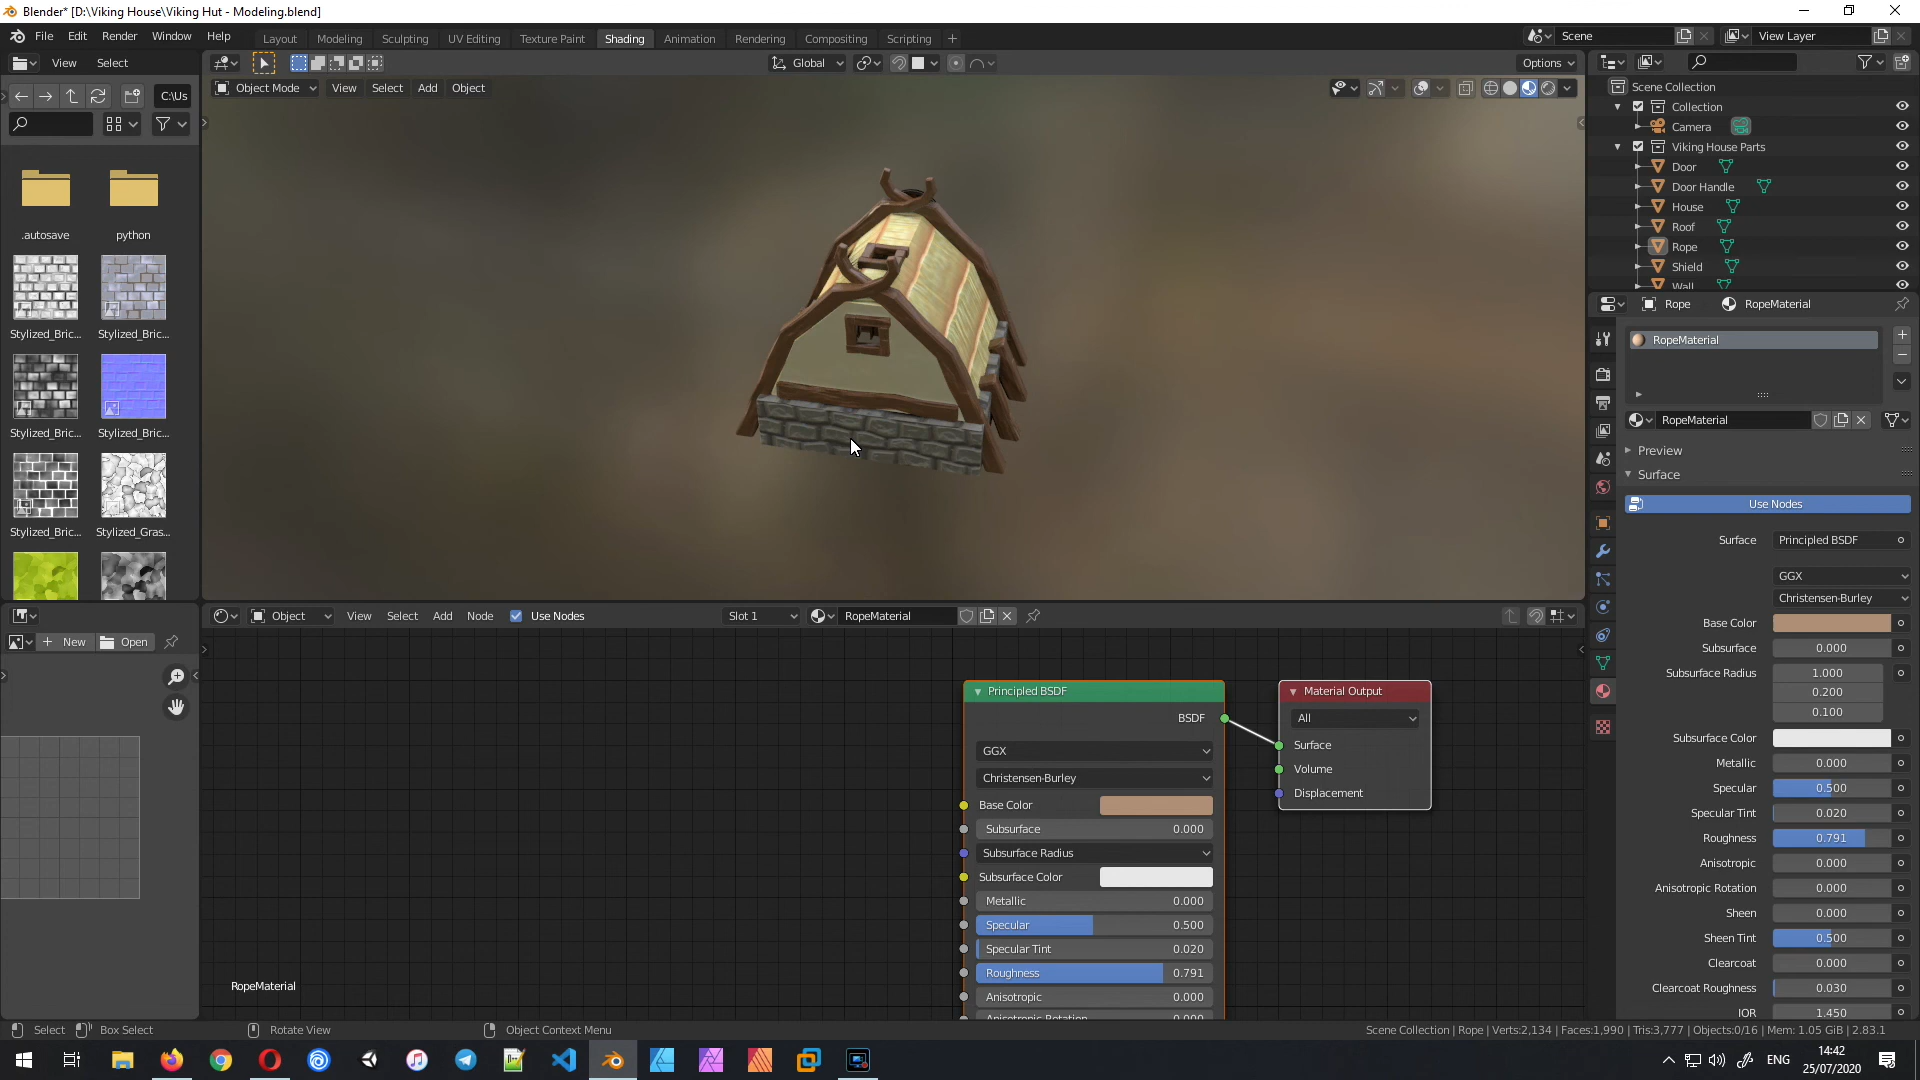 Blender* [D:\Viking House\Viking Hut - Modeling.blend]
File Edit Render Window Help
Layout Modeling Sculpting UV Editing Texture Paint Shading Animation Rendering Compositing Scripting
Scene
View Layer
View Select
Global
Options
C:\Us
Object Mode View Select Add Object
.autosave
python
Stylized_Bric...
Stylized_Bric...
Stylized_Bric...
Stylized_Bric...
Stylized_Bric...
Stylized_Gras...
Scene Collection
Collection
Camera
Viking House Parts
Door
Door Handle
House
Roof
Rope
Shield
Wall
Rope RopeMaterial
RopeMaterial
RopeMaterial
Preview
Surface
Use Nodes
Surface Principled BSDF
GGX
Christensen-Burley
Base Color
Subsurface 0.000
Subsurface Radius 1.000
0.200
0.100
Subsurface Color
Metallic 0.000
Specular 0.500
Specular Tint 0.020
Roughness 0.791
Anisotropic 0.000
Anisotropic Rotation 0.000
Sheen 0.000
Sheen Tint 0.500
Clearcoat 0.000
Clearcoat Roughness 0.030
IOR 1.450
New Open
Object View Select Add Node Use Nodes Slot 1 RopeMaterial
Principled BSDF
BSDF
GGX
Christensen-Burley
Base Color
Subsurface 0.000
Subsurface Radius
Subsurface Color
Metallic 0.000
Specular 0.500
Specular Tint 0.020
Roughness 0.791
Anisotropic 0.000
Anisotropic Rotation 0.000
Material Output
All
Surface
Volume
Displacement
RopeMaterial
Select Box Select Rotate View Object Context Menu
Scene Collection | Rope | Verts:2,134 | Faces:1,990 | Tris:3,777 | Objects:0/16 | Mem: 1.05 GiB | 2.83.1
ENG
14:42
25/07/2020